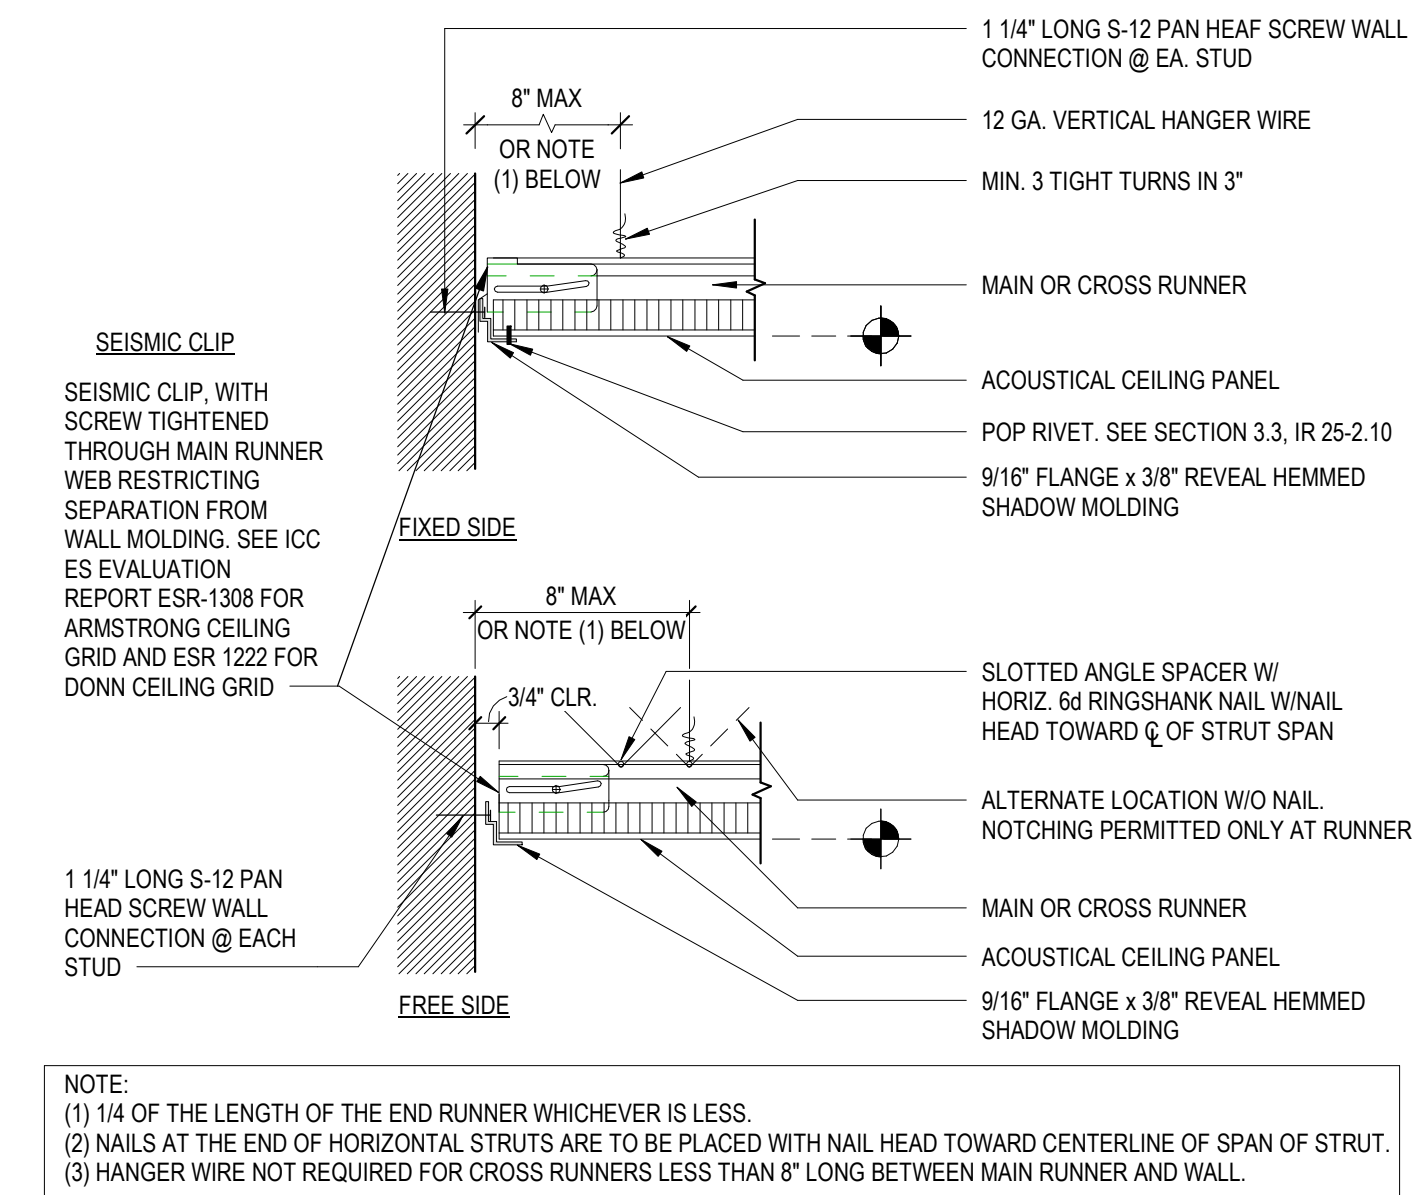 1 1/4" LONG S-12 PAN HEAF SCREW WALL
CONNECTION @ EA. STUD
8" MAX
OR NOTE
(1) BELOW
12 GA. VERTICAL HANGER WIRE
MIN. 3 TIGHT TURNS IN 3"
MAIN OR CROSS RUNNER
ACOUSTICAL CEILING PANEL
POP RIVET. SEE SECTION 3.3, IR 25-2.10
9/16" FLANGE x 3/8" REVEAL HEMMED
SHADOW MOLDING
SEISMIC CLIP
SEISMIC CLIP, WITH
SCREW TIGHTENED
THROUGH MAIN RUNNER
WEB RESTRICTING
SEPARATION FROM
WALL MOLDING. SEE ICC
ES EVALUATION
REPORT ESR-1308 FOR
ARMSTRONG CEILING
GRID AND ESR 1222 FOR
DONN CEILING GRID
FIXED SIDE
8" MAX
OR NOTE (1) BELOW
3/4" CLR.
SLOTTED ANGLE SPACER W/
HORIZ. 6d RINGSHANK NAIL W/NAIL
HEAD TOWARD ℄ OF STRUT SPAN
ALTERNATE LOCATION W/O NAIL.
NOTCHING PERMITTED ONLY AT RUNNER
MAIN OR CROSS RUNNER
ACOUSTICAL CEILING PANEL
9/16" FLANGE x 3/8" REVEAL HEMMED
SHADOW MOLDING
1 1/4" LONG S-12 PAN
HEAD SCREW WALL
CONNECTION @ EACH
STUD
FREE SIDE
NOTE:
(1) 1/4 OF THE LENGTH OF THE END RUNNER WHICHEVER IS LESS.
(2) NAILS AT THE END OF HORIZONTAL STRUTS ARE TO BE PLACED WITH NAIL HEAD TOWARD CENTERLINE OF SPAN OF STRUT.
(3) HANGER WIRE NOT REQUIRED FOR CROSS RUNNERS LESS THAN 8" LONG BETWEEN MAIN RUNNER AND WALL.